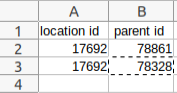 A B
1 location id parent id
2 17692 78861
3 17692 78328
4